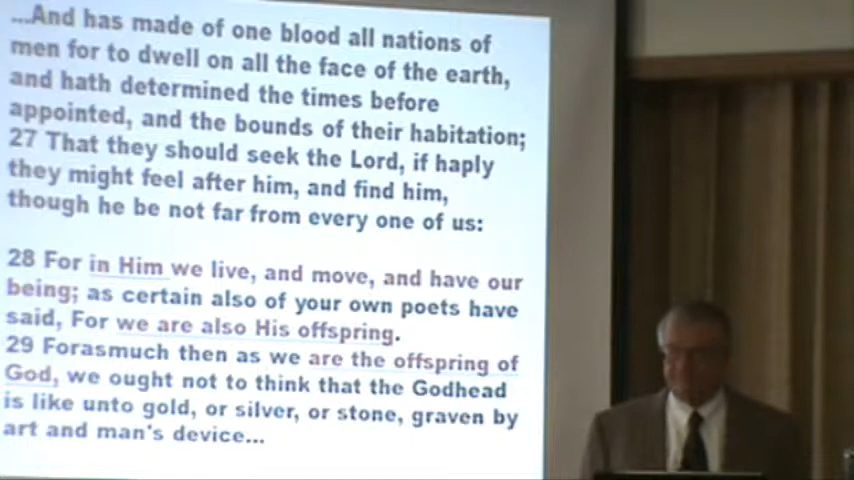 ...And has made of one blood all nations of
men for to dwell on all the face of the earth,
and hath determined the times before
appointed, and the bounds of their habitation;
27 That they should seek the Lord, if haply
they might feel after him, and find him,
though he be not far from every one of us:
28 For in Him we live, and move, and have our
being; as certain also of your own poets have
said, For we are also His offspring.
29 Forasmuch then as we are the offspring of
God, we ought not to think that the Godhead
is like unto gold, or silver, or stone, graven by
art and man's device...